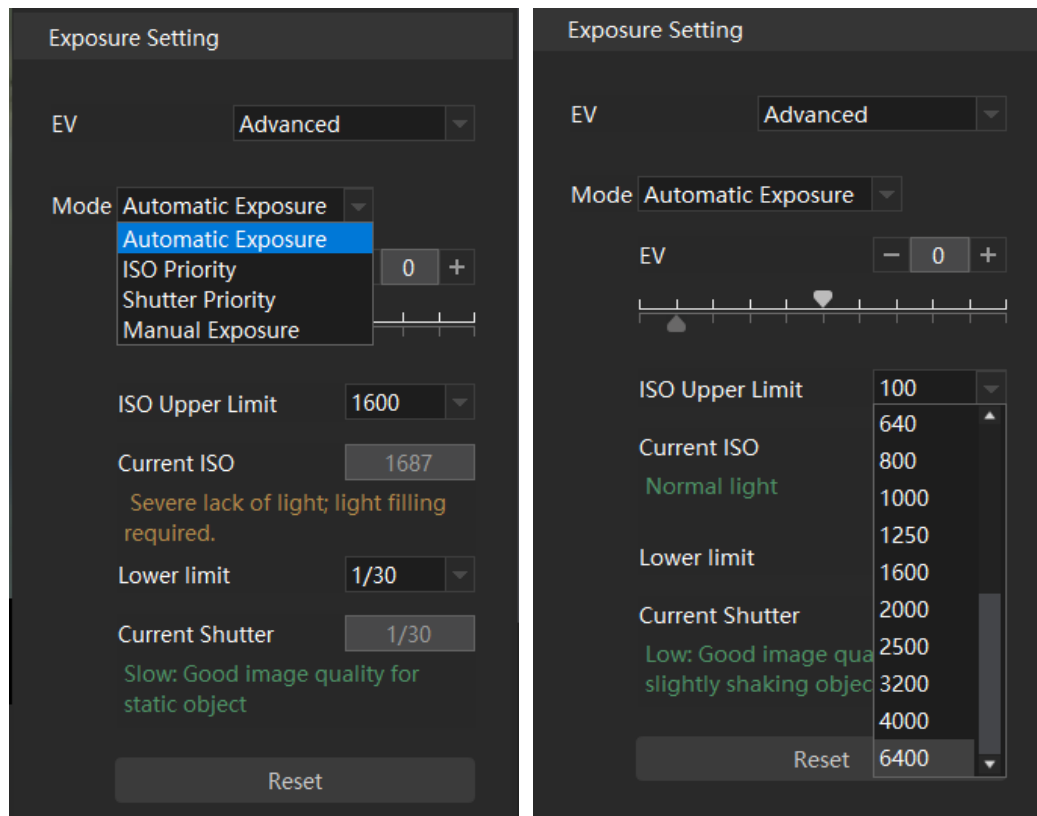 Exposure Setting
EV Advanced
Mode Automatic Exposure
Automatic Exposure
ISO Priority
Shutter Priority
Manual Exposure
0 +
ISO Upper Limit 1600
Current ISO 1687
Severe lack of light; light filling
required.
Lower limit 1/30
Current Shutter 1/30
Slow: Good image quality for
static object
Reset
Exposure Setting
EV Advanced
Mode Automatic Exposure
EV − 0 +
ISO Upper Limit 100
640
Current ISO
800
Normal light
1000
1250
Lower limit
1600
Current Shutter
2000
Low: Good image qua
2500
slightly shaking objec
3200
4000
Reset
6400